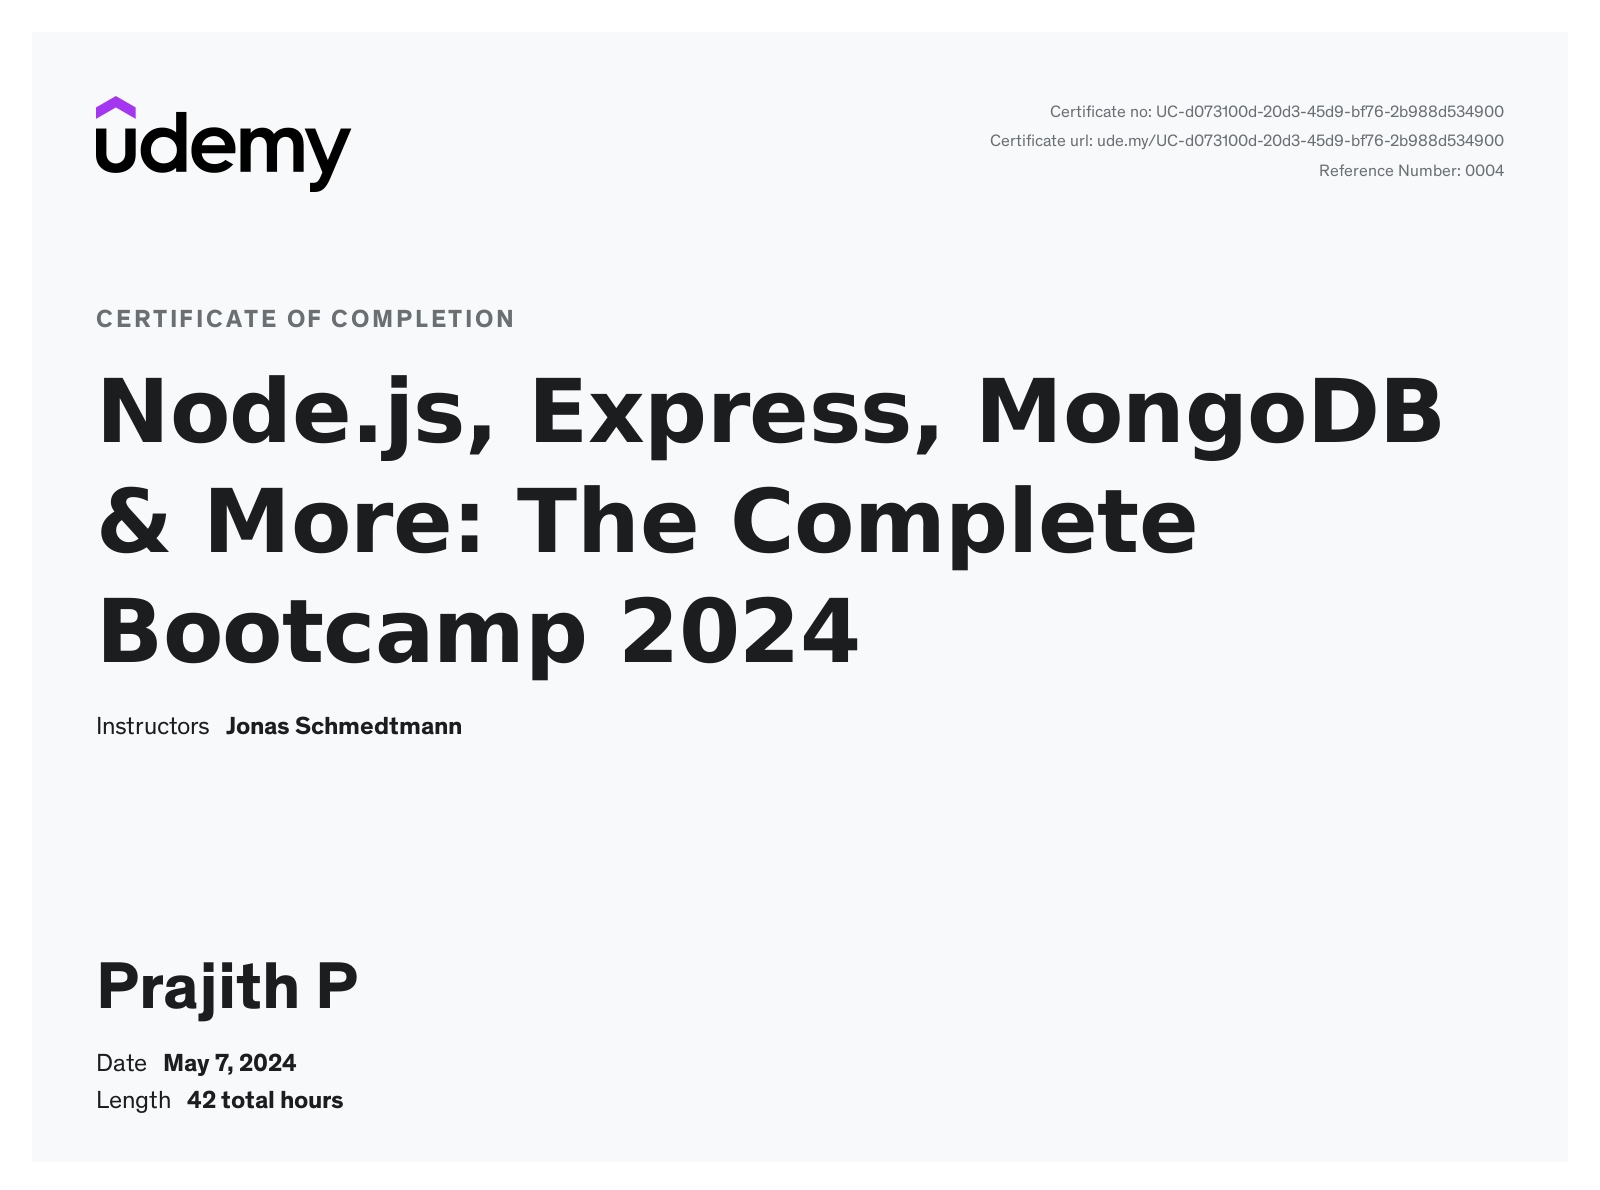 udemy
Certificate no: UC-d073100d-20d3-45d9-bf76-2b988d534900
Certificate url: ude.my/UC-d073100d-20d3-45d9-bf76-2b988d534900
Reference Number: 0004
CERTIFICATE OF COMPLETION
Node.js, Express, MongoDB
& More: The Complete
Bootcamp 2024
Instructors Jonas Schmedtmann
Prajith P
Date May 7, 2024
Length 42 total hours